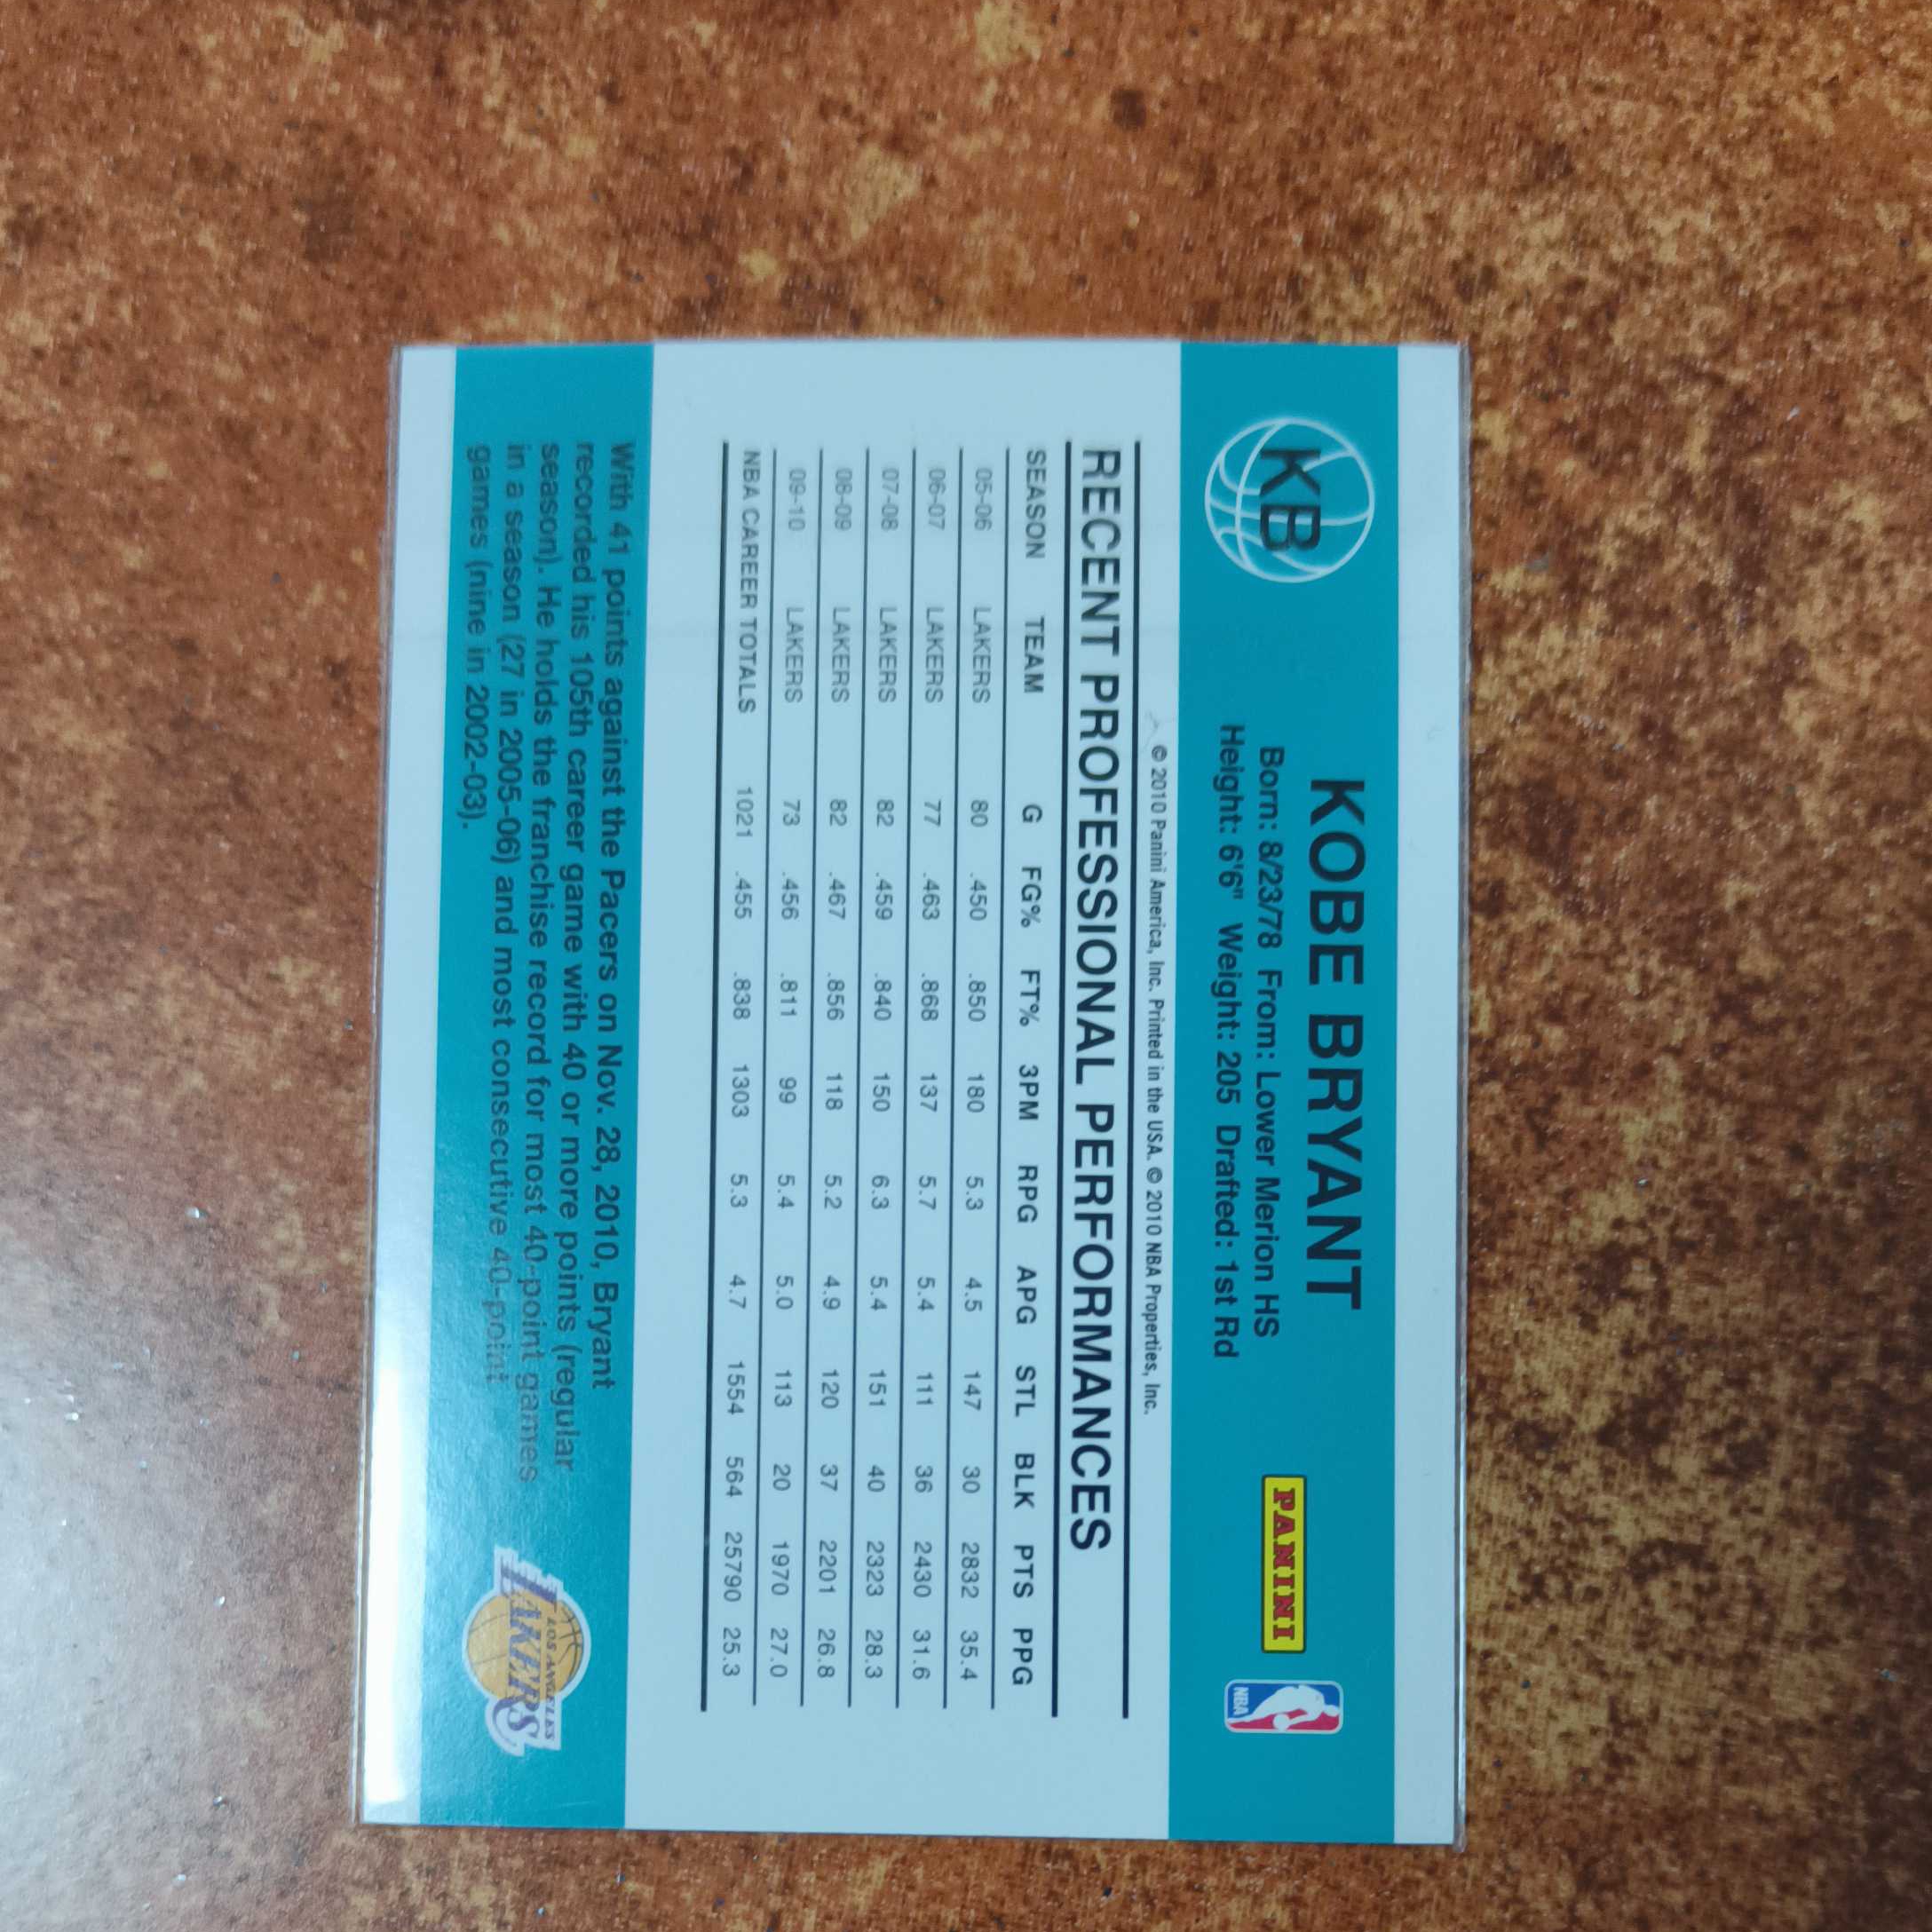 KB
KOBE BRYANT
Born: 8/23/78 From: Lower Merion HS
Height: 6'6" Weight: 205 Drafted: 1st Rd
PANINI
NBA
© 2010 Panini America, Inc. Printed in the USA. © 2010 NBA Properties, Inc.
RECENT PROFESSIONAL PERFORMANCES
SEASON TEAM G FG% FT% 3PM RPG APG STL BLK PTS PPG
05-06 LAKERS 80 .450 .850 180 5.3 4.5 147 30 2832 35.4
06-07 LAKERS 77 .463 .868 137 5.7 5.4 111 36 2430 31.6
07-08 LAKERS 82 .459 .840 150 6.3 5.4 151 40 2323 28.3
08-09 LAKERS 82 .467 .856 118 5.2 4.9 120 37 2201 26.8
09-10 LAKERS 73 .456 .811 99 5.4 5.0 113 20 1970 27.0
NBA CAREER TOTALS 1021 .455 .838 1303 5.3 4.7 1554 564 25790 25.3
With 41 points against the Pacers on Nov. 28, 2010, Bryant
recorded his 105th career game with 40 or more points (regular
season). He holds the franchise record for most 40-point games
in a season (27 in 2005-06) and most consecutive 40-point
games (nine in 2002-03).
LOS ANGELES
LAKERS